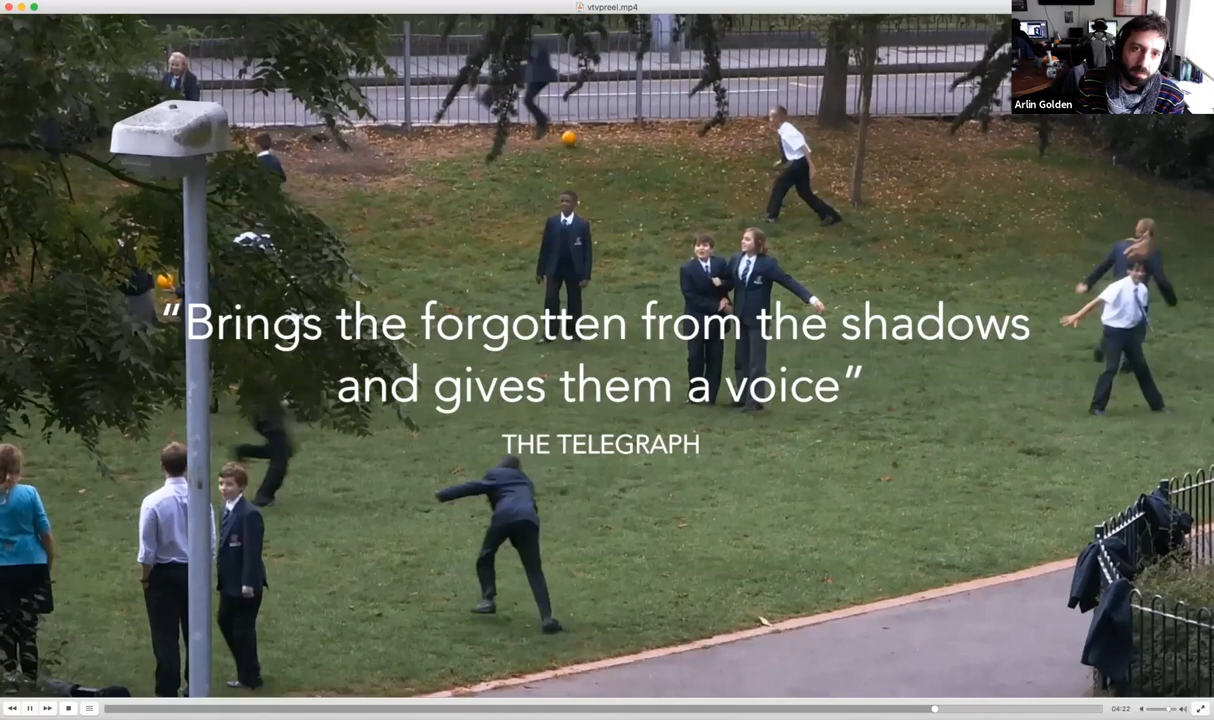 vtvpreel.mp4
Arlin Golden
“Brings the forgotten from the shadows
and gives them a voice”
THE TELEGRAPH
04:22